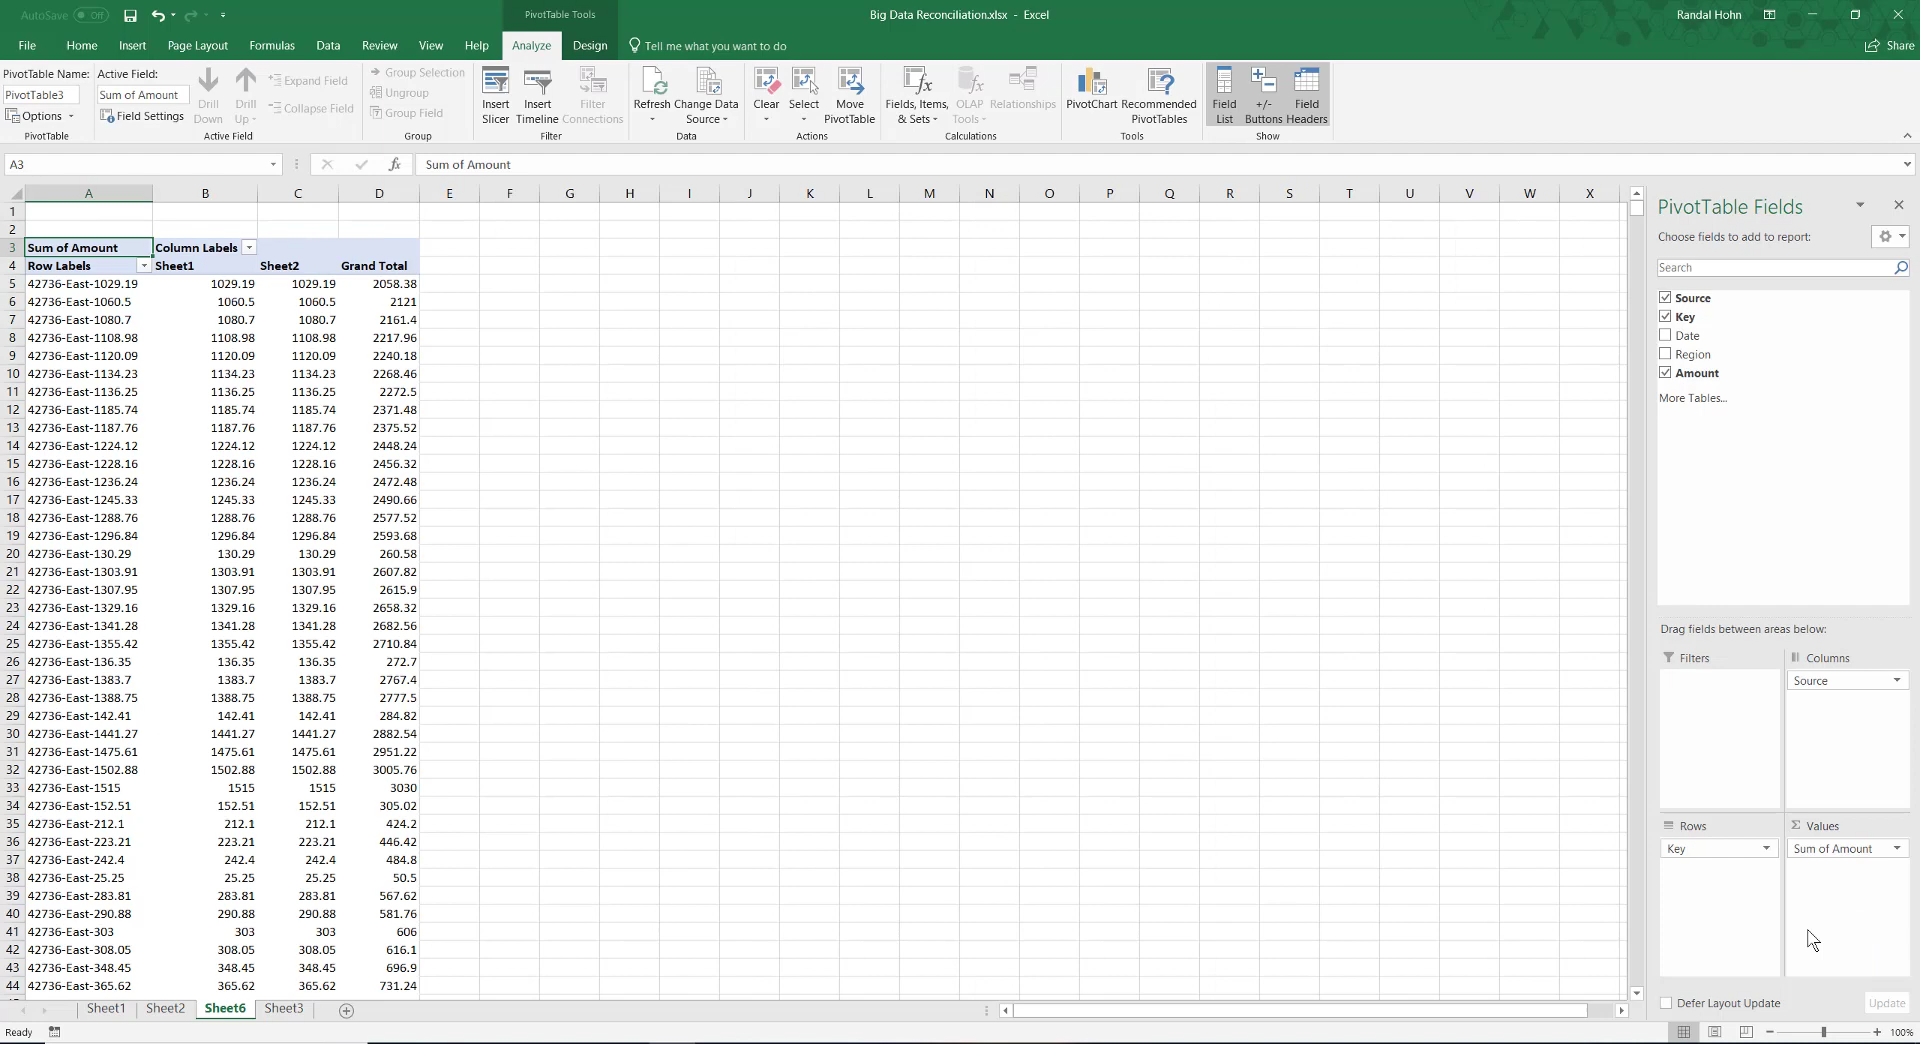 AutoSave Off
PivotTable Tools
Big Data Reconciliation.xlsx - Excel
Randal Hohn
File Home Insert Page Layout Formulas Data Review View Help Analyze Design Tell me what you want to do Share
PivotTable Name:
PivotTable3
Options
PivotTable
Active Field:
Sum of Amount
Field Settings
Drill Down
Drill Up
Expand Field
Collapse Field
Active Field
Group Selection
Ungroup
Group Field
Group
Insert Slicer
Insert Timeline
Filter Connections
Filter
Refresh
Change Data Source
Data
Clear
Select
Move PivotTable
Actions
Fields, Items, & Sets
OLAP Tools
Relationships
Calculations
PivotChart
Recommended PivotTables
Tools
Field List
+/- Buttons
Field Headers
Show
A3 fx Sum of Amount
A B C D E F G H I J K L M N O P Q R S T U V W X
1
2
3 Sum of Amount Column Labels
4 Row Labels Sheet1 Sheet2 Grand Total
5 42736-East-1029.19 1029.19 1029.19 2058.38
6 42736-East-1060.5 1060.5 1060.5 2121
7 42736-East-1080.7 1080.7 1080.7 2161.4
8 42736-East-1108.98 1108.98 1108.98 2217.96
9 42736-East-1120.09 1120.09 1120.09 2240.18
10 42736-East-1134.23 1134.23 1134.23 2268.46
11 42736-East-1136.25 1136.25 1136.25 2272.5
12 42736-East-1185.74 1185.74 1185.74 2371.48
13 42736-East-1187.76 1187.76 1187.76 2375.52
14 42736-East-1224.12 1224.12 1224.12 2448.24
15 42736-East-1228.16 1228.16 1228.16 2456.32
16 42736-East-1236.24 1236.24 1236.24 2472.48
17 42736-East-1245.33 1245.33 1245.33 2490.66
18 42736-East-1288.76 1288.76 1288.76 2577.52
19 42736-East-1296.84 1296.84 1296.84 2593.68
20 42736-East-130.29 130.29 130.29 260.58
21 42736-East-1303.91 1303.91 1303.91 2607.82
22 42736-East-1307.95 1307.95 1307.95 2615.9
23 42736-East-1329.16 1329.16 1329.16 2658.32
24 42736-East-1341.28 1341.28 1341.28 2682.56
25 42736-East-1355.42 1355.42 1355.42 2710.84
26 42736-East-136.35 136.35 136.35 272.7
27 42736-East-1383.7 1383.7 1383.7 2767.4
28 42736-East-1388.75 1388.75 1388.75 2777.5
29 42736-East-142.41 142.41 142.41 284.82
30 42736-East-1441.27 1441.27 1441.27 2882.54
31 42736-East-1475.61 1475.61 1475.61 2951.22
32 42736-East-1502.88 1502.88 1502.88 3005.76
33 42736-East-1515 1515 1515 3030
34 42736-East-152.51 152.51 152.51 305.02
35 42736-East-212.1 212.1 212.1 424.2
36 42736-East-223.21 223.21 223.21 446.42
37 42736-East-242.4 242.4 242.4 484.8
38 42736-East-25.25 25.25 25.25 50.5
39 42736-East-283.81 283.81 283.81 567.62
40 42736-East-290.88 290.88 290.88 581.76
41 42736-East-303 303 303 606
42 42736-East-308.05 308.05 308.05 616.1
43 42736-East-348.45 348.45 348.45 696.9
44 42736-East-365.62 365.62 365.62 731.24
Sheet1 Sheet2 Sheet6 Sheet3
Ready
PivotTable Fields
Choose fields to add to report:
Search
Source
Key
Date
Region
Amount
More Tables...
Drag fields between areas below:
Filters
Columns
Source
Rows
Σ Values
Key
Sum of Amount
Defer Layout Update
Update
100%